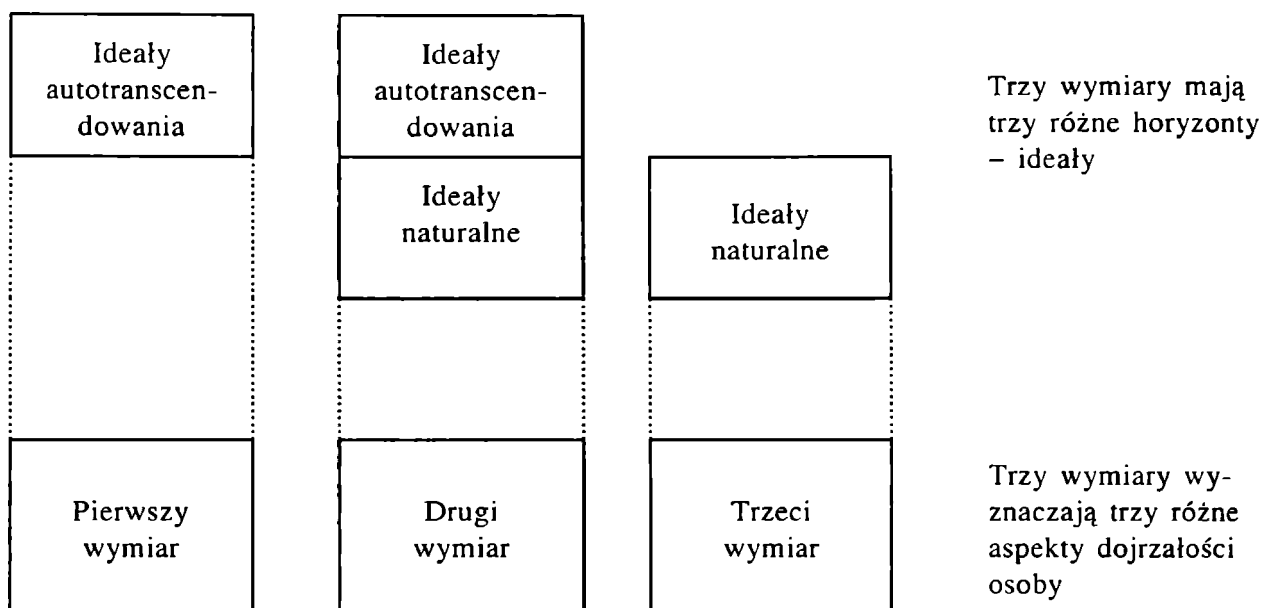 Ideały
autotranscen-
dowania
Ideały
autotranscen-
dowania
Ideały
naturalne
Ideały
naturalne
Trzy wymiary mają
trzy różne horyzonty
– ideały
Pierwszy
wymiar
Drugi
wymiar
Trzeci
wymiar
Trzy wymiary wy-
znaczają trzy różne
aspekty dojrzałości
osoby